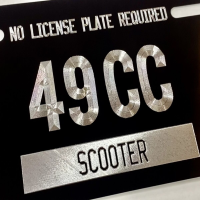 NO LICENSE PLATE REQUIRED
49CC
SCOOTER